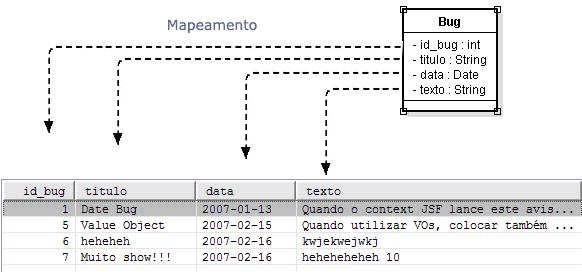 Mapeamento
Bug
- id_bug : int
- titulo : String
- data : Date
- texto : String
id_bug titulo data texto
1 Date Bug 2007-01-13 Quando o context JSF lance este avis...
5 Value Object 2007-02-15 Quando utilizar VOs, colocar também ...
6 heheheh 2007-02-16 kwjekwejwkj
7 Muito show!!! 2007-02-16 heheheheheh 10